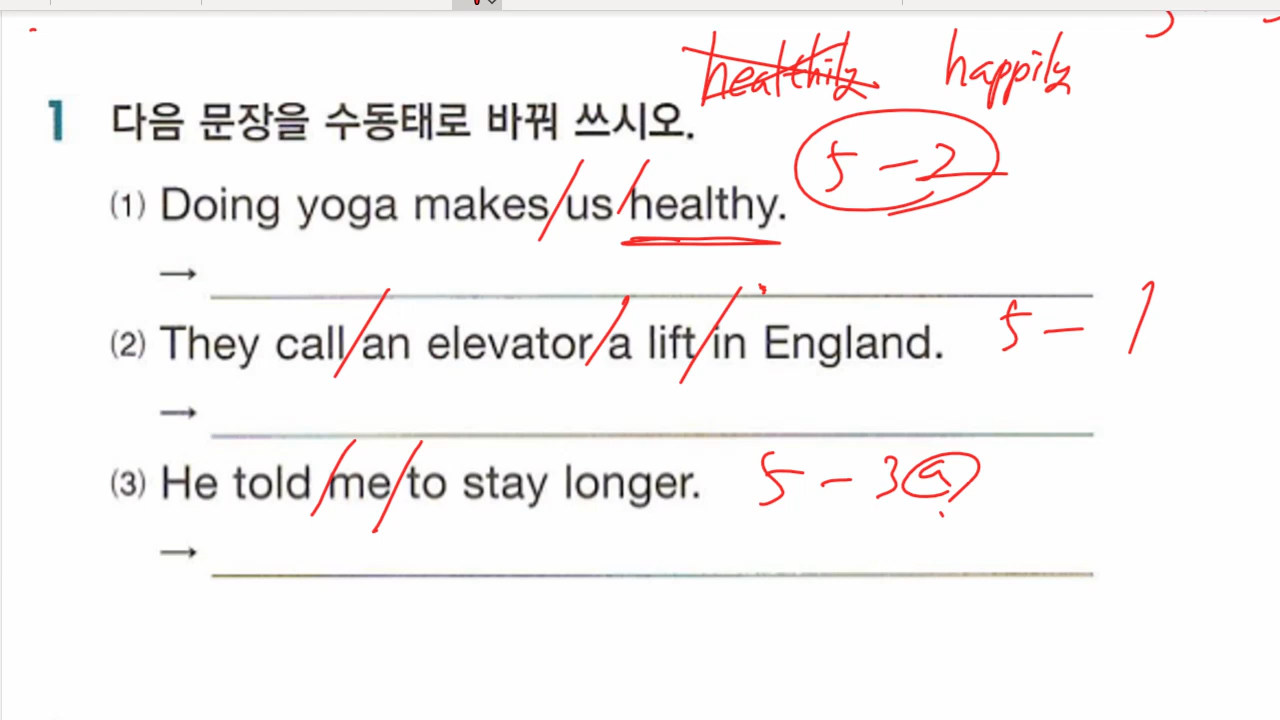 healthily happily
1 다음 문장을 수동태로 바꿔 쓰시오.
5-2
(1) Doing yoga makes/us/healthy.
→
(2) They call/an elevator/a lift/in England. 5-1
→
(3) He told/me/to stay longer. 5-3ⓐ
→